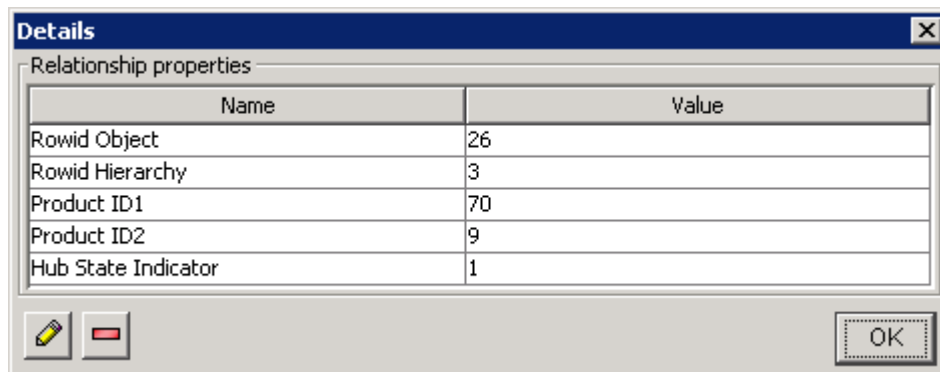 Details
Relationship properties
Name Value
Rowid Object 26
Rowid Hierarchy 3
Product ID1 70
Product ID2 9
Hub State Indicator 1
OK